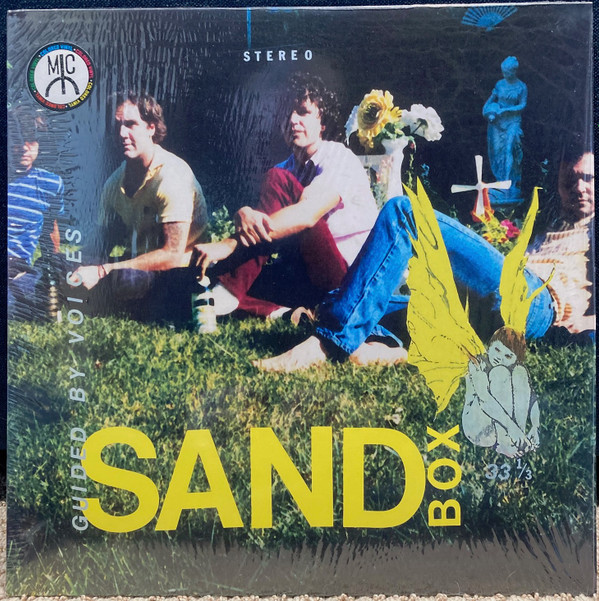 STEREO
MIC
GUIDED BY VOICES
SAND
BOX
33 1/3